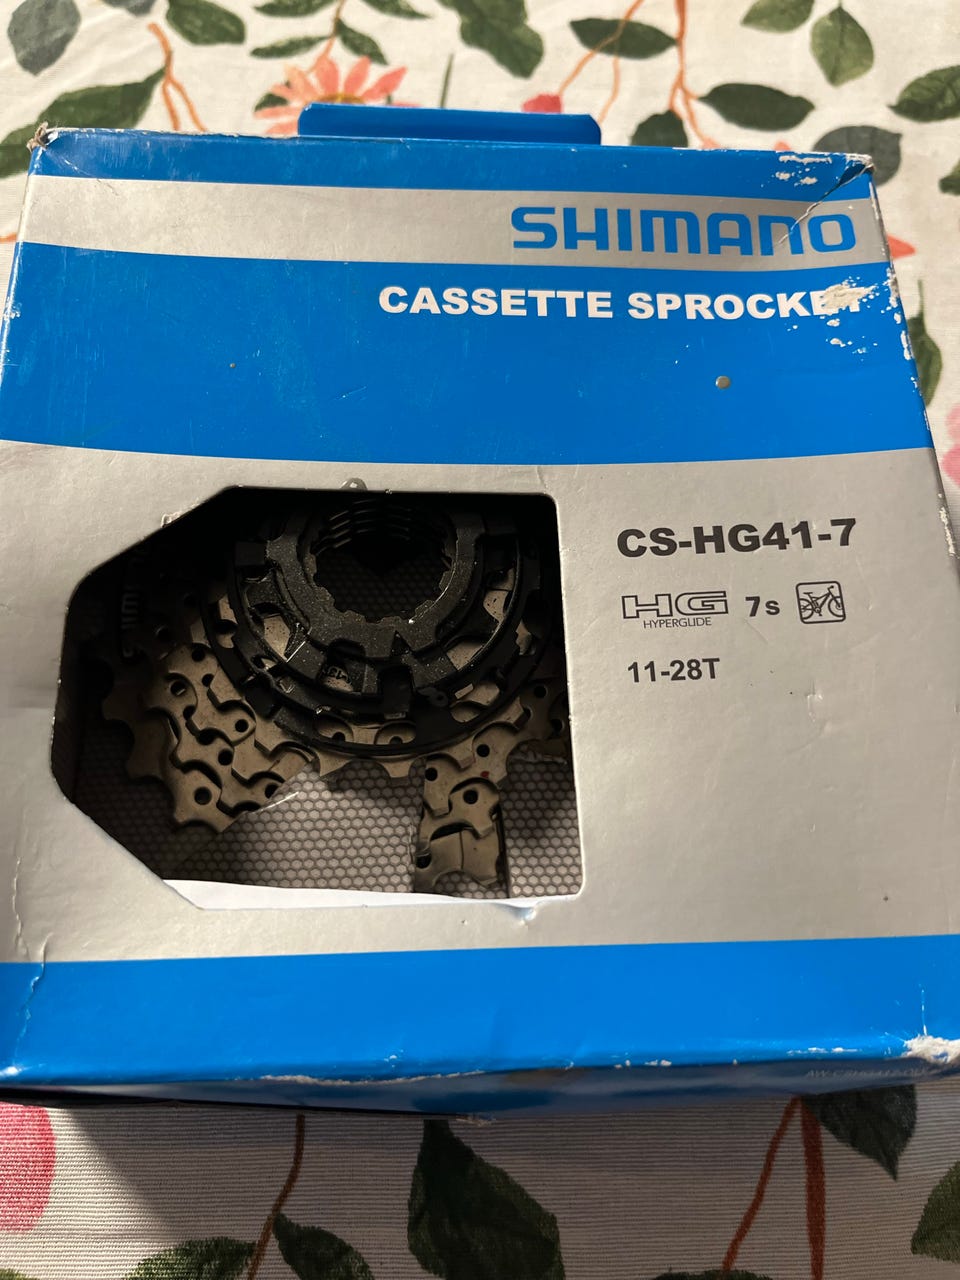 SHIMANO
CASSETTE SPROCKET
CS-HG41-7
HG 7s
HYPERGLIDE
11-28T